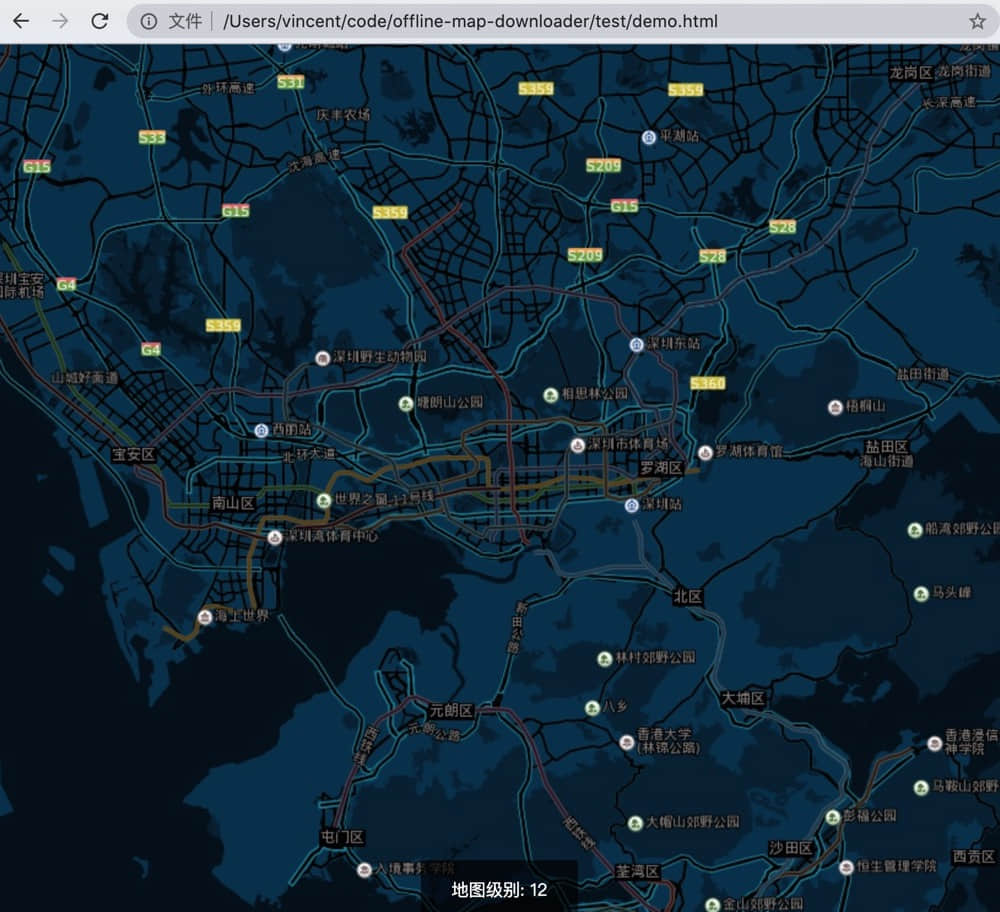 文件
/Users/vincent/code/offline-map-downloader/test/demo.html
龙岗区
龙岗街道
外环高速
S31
S359
S359
长深高速
庆丰农场
S33
平湖站
沈海高速
G15
S209
G15
S359
G15
S28
S209
S28
圳宝安
国际机场
G4
S359
G4
深圳野生动物园
深圳东站
山城好面道
塘朗山公园
相思林公园
S360
盐田街道
梧桐山
西丽站
宝安区
北环大道
深圳市体育场
罗湖体育馆
盐田区
海山街道
罗湖区
南山区
世界之窗-11号线
深圳站
深圳湾体育中心
船湾郊野公园
北区
马头峰
海上世界
新田公路
林村郊野公园
大埔区
元朗区
八乡
元朗公路
西铁线
香港大学
(林锦公路)
香港浸信
神学院
马鞍山郊野
大帽山郊野公园
彭福公园
屯门区
西铁线
沙田区
西贡区
入境事务学院
荃湾区
恒生管理学院
地图级别: 12
金山郊野公园